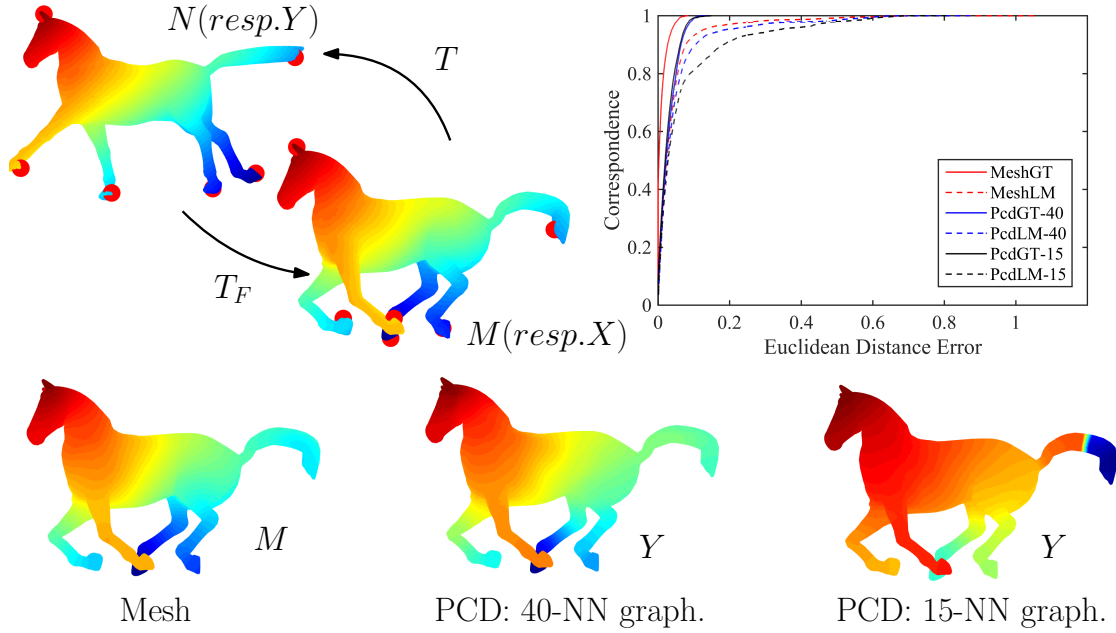 N(resp.Y)
T
T_F
M(resp.X)
Correspondence
1
0.8
0.6
0.4
0.2
0
0 0.2 0.4 0.6 0.8 1
Euclidean Distance Error
MeshGT
MeshLM
PcdGT-40
PcdLM-40
PcdGT-15
PcdLM-15
M
Y
Y
Mesh
PCD: 40-NN graph.
PCD: 15-NN graph.